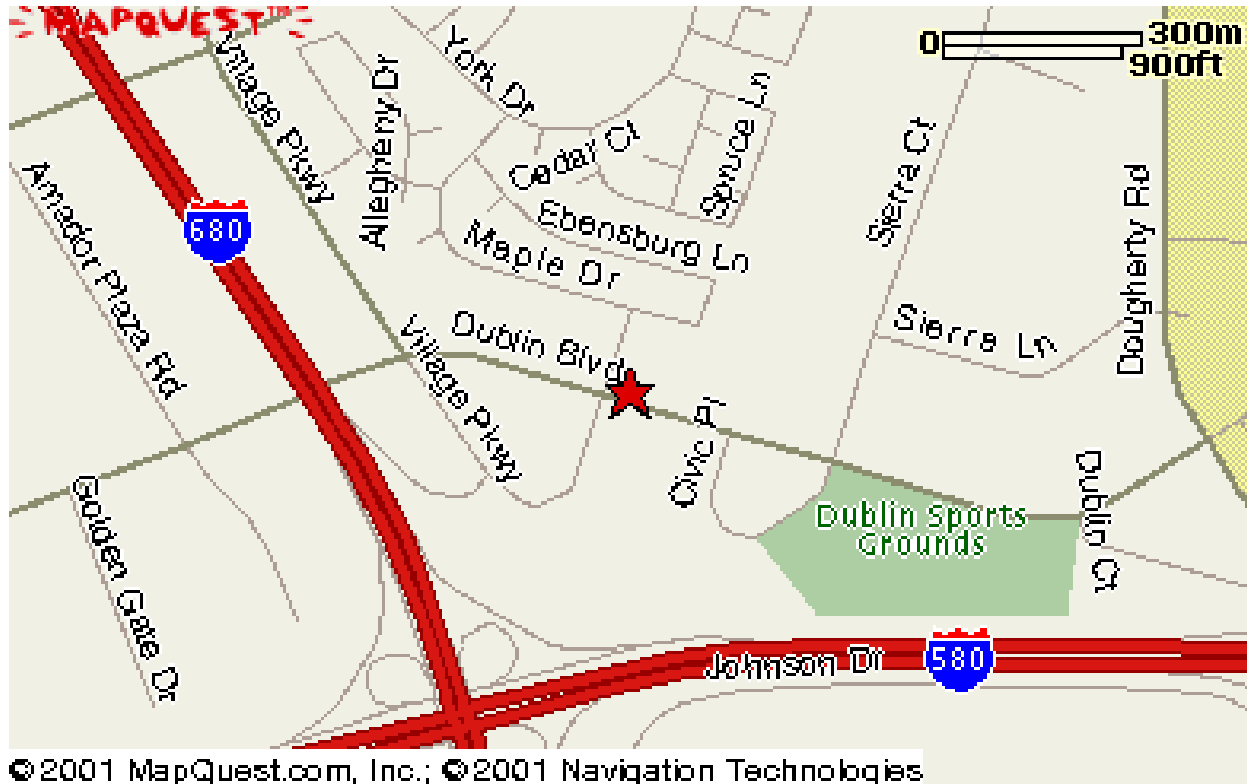 MAPQUEST™
0 300m
900ft
York Dr
Village Pkwy
Allegheny Dr
Cedar Ct
Spruce Ln
Sierra Ct
Dougherty Rd
Amador Plaza Rd
680
Ebensburg Ln
Maple Dr
Dublin Blvd
Sierra Ln
Village Pkwy
Civic Pl
Golden Gate Dr
Dublin Sports
Grounds
Dublin Ct
Johnson Dr
580
©2001 MapQuest.com, Inc.; ©2001 Navigation Technologies